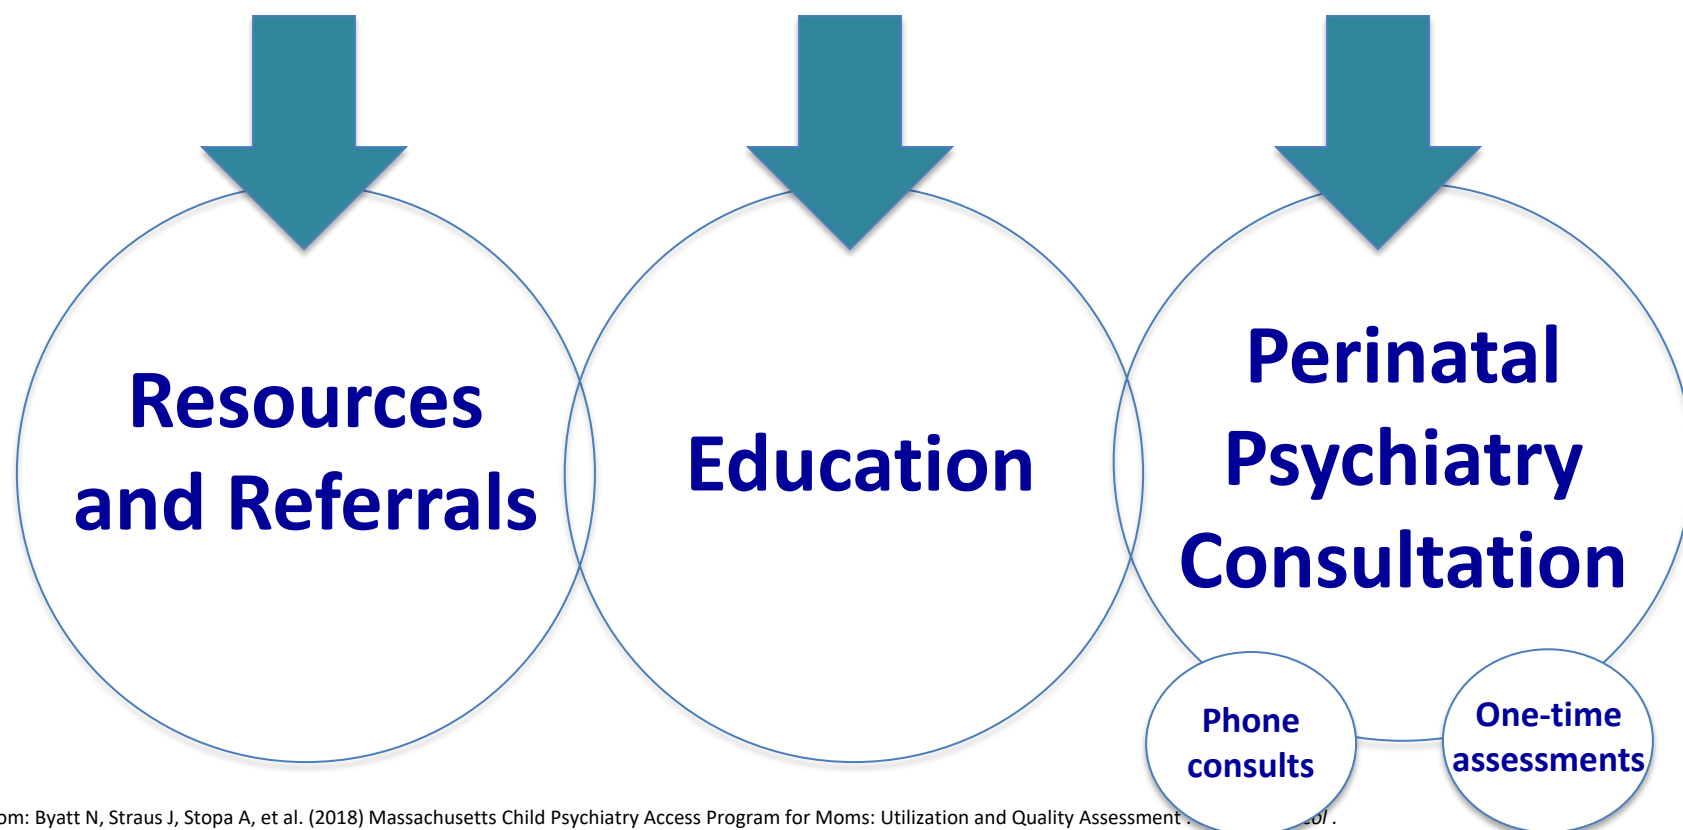 Resources
and Referrals
Education
Perinatal
Psychiatry
Consultation
Phone
consults
One-time
assessments
om: Byatt N, Straus J, Stopa A, et al. (2018) Massachusetts Child Psychiatry Access Program for Moms: Utilization and Quality Assessment .